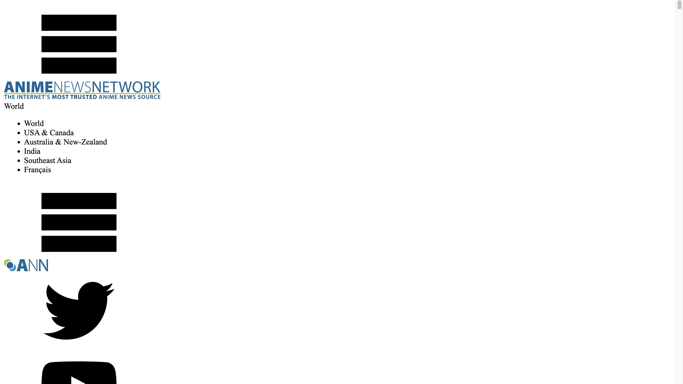 ANIMENEWSNETWORK
THE INTERNET'S MOST TRUSTED ANIME NEWS SOURCE
World
World
USA & Canada
Australia & New-Zealand
India
Southeast Asia
Français
ANN